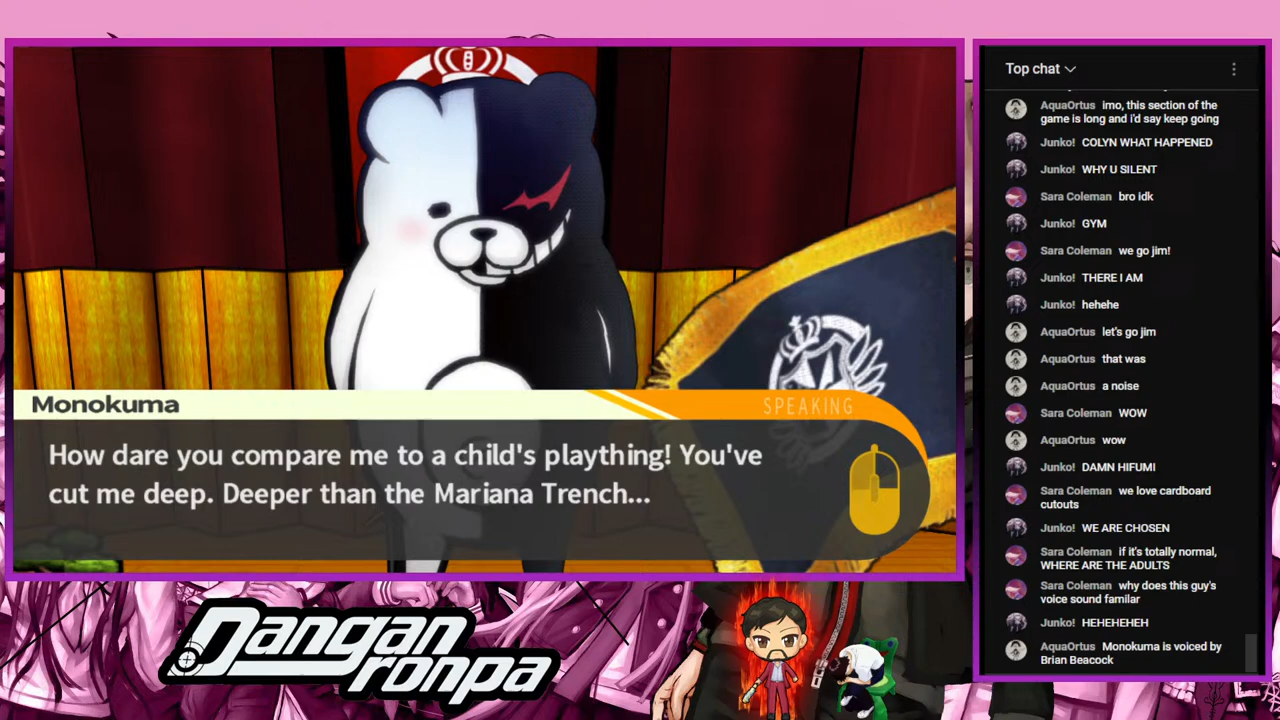 Monokuma
SPEAKING
How dare you compare me to a child's plaything! You've
cut me deep. Deeper than the Mariana Trench...
Dangan
ronpa
Top chat
AquaOrtus imo, this section of the
game is long and i'd say keep going
Junko! COLYN WHAT HAPPENED
Junko! WHY U SILENT
Sara Coleman bro idk
Junko! GYM
Sara Coleman we go jim!
Junko! THERE I AM
Junko! hehehe
AquaOrtus let's go jim
AquaOrtus that was
AquaOrtus a noise
Sara Coleman WOW
AquaOrtus wow
Junko! DAMN HIFUMI
Sara Coleman we love cardboard
cutouts
Junko! WE ARE CHOSEN
Sara Coleman if it's totally normal,
WHERE ARE THE ADULTS
Sara Coleman why does this guy's
voice sound familar
Junko! HEHEHEHEH
AquaOrtus Monokuma is voiced by
Brian Beacock